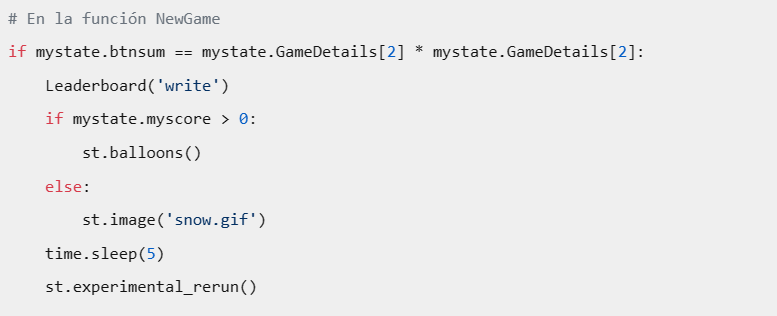 # En la función NewGame
if mystate.btnsum == mystate.GameDetails[2] * mystate.GameDetails[2]:
    Leaderboard('write')
    if mystate.myscore > 0:
        st.balloons()
    else:
        st.image('snow.gif')
    time.sleep(5)
    st.experimental_rerun()